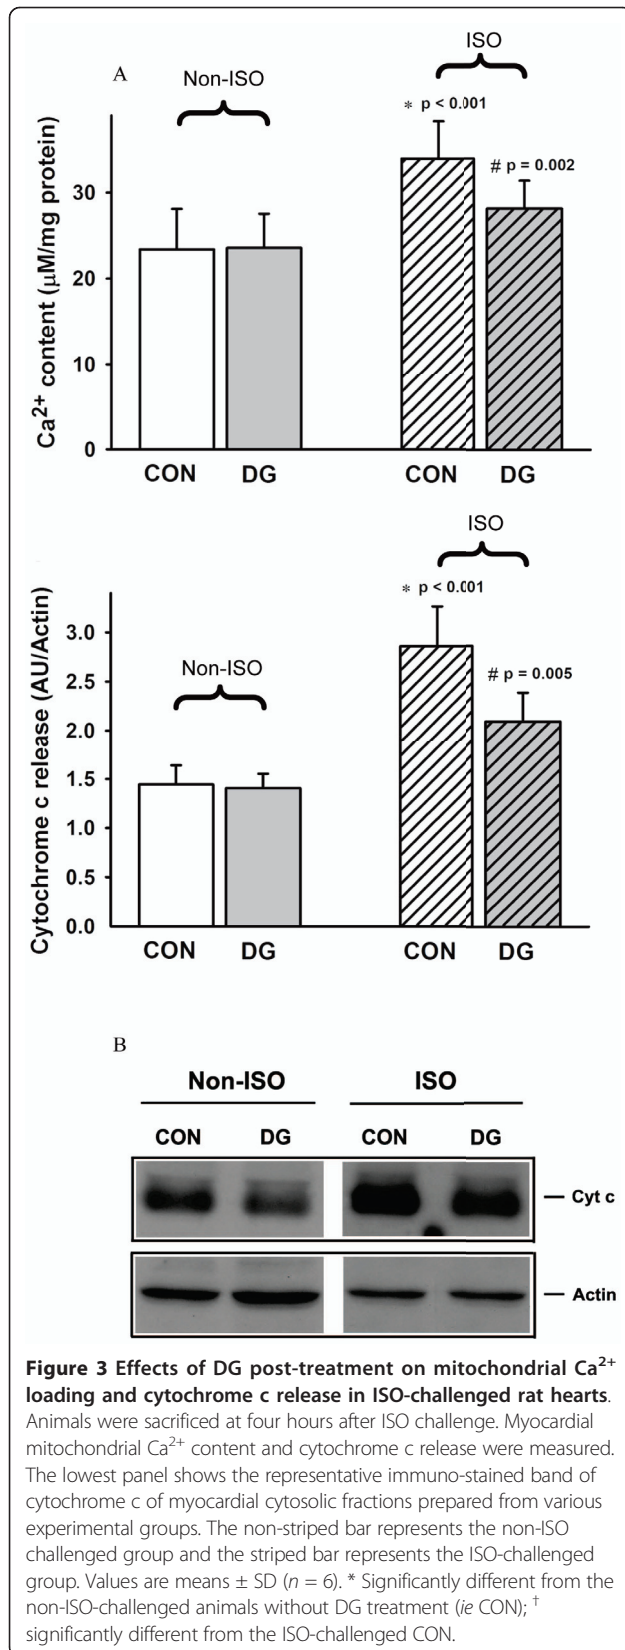 A
Non-ISO
ISO
* p < 0.001
# p = 0.002
Ca2+ content (μM/mg protein)
30
20
10
0
CON DG CON DG
ISO
* p < 0.001
Non-ISO
# p = 0.005
Cytochrome c release (AU/Actin)
3.0
2.5
2.0
1.5
1.0
0.5
0.0
CON DG CON DG
B
Non-ISO ISO
CON DG CON DG
Cyt c
Actin
Figure 3 Effects of DG post-treatment on mitochondrial Ca2+
loading and cytochrome c release in ISO-challenged rat hearts.
Animals were sacrificed at four hours after ISO challenge. Myocardial
mitochondrial Ca2+ content and cytochrome c release were measured.
The lowest panel shows the representative immuno-stained band of
cytochrome c of myocardial cytosolic fractions prepared from various
experimental groups. The non-striped bar represents the non-ISO
challenged group and the striped bar represents the ISO-challenged
group. Values are means ± SD (n = 6). * Significantly different from the
non-ISO-challenged animals without DG treatment (ie CON); †
significantly different from the ISO-challenged CON.